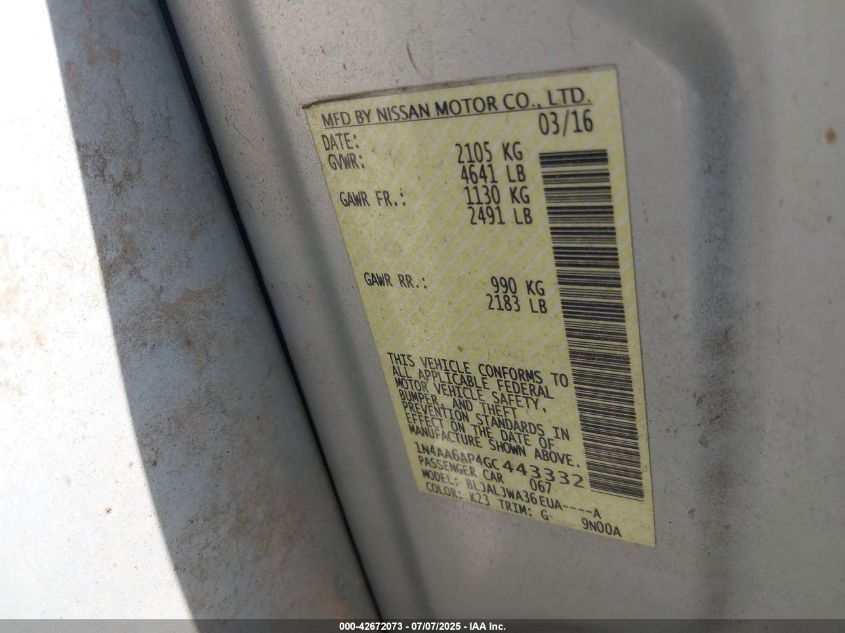 MFD BY NISSAN MOTOR CO., LTD.
DATE: 03/16
GVWR: 2105 KG
4641 LB
GAWR FR.: 1130 KG
2491 LB
GAWR RR.: 990 KG
2183 LB
THIS VEHICLE CONFORMS TO
ALL APPLICABLE FEDERAL
MOTOR VEHICLE SAFETY,
BUMPER, AND THEFT
PREVENTION STANDARDS IN
EFFECT ON THE DATE OF
MANUFACTURE SHOWN ABOVE.
1N4AA6AP4GC443332
PASSENGER CAR 067
MODEL: BLJALJWA36EUA----A
COLOR: K23 TRIM: G 9N00A
000-42672073 - 07/07/2025 - IAA Inc.